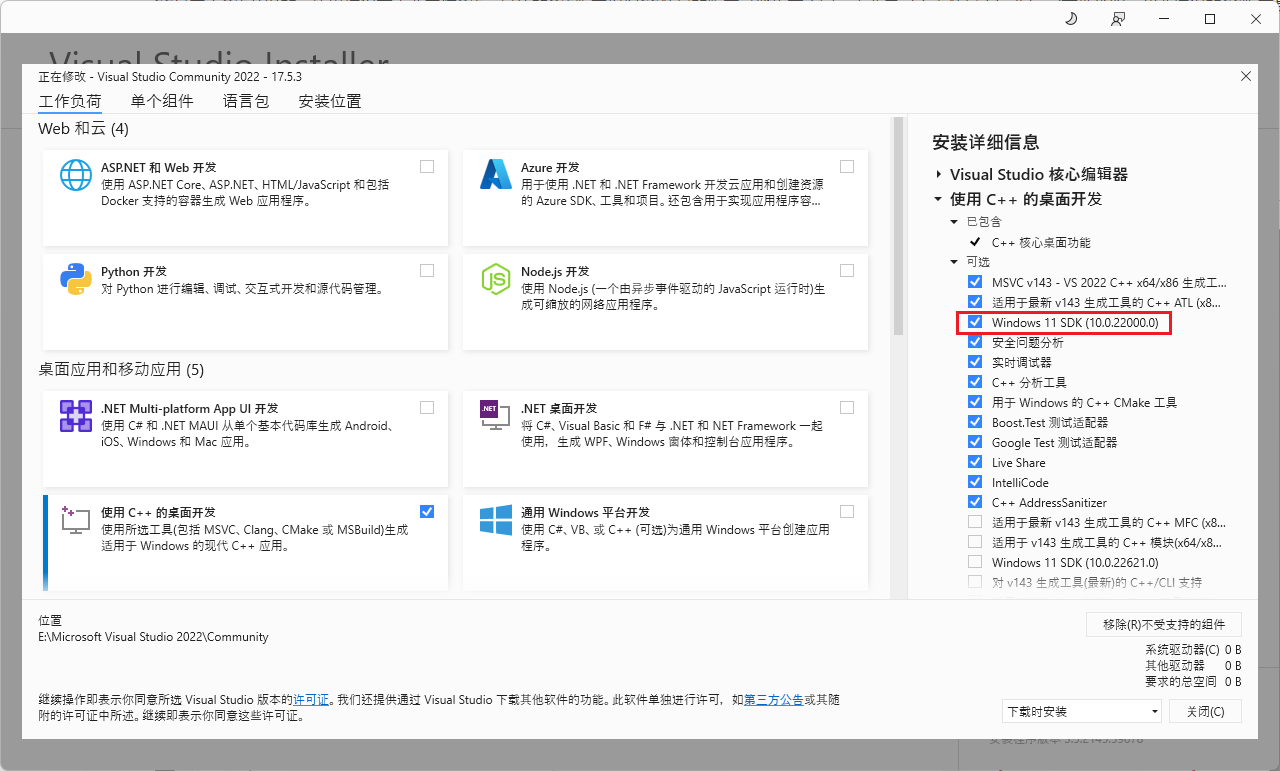 Visual Studio Installer
正在修改 - Visual Studio Community 2022 - 17.5.3
工作负荷 单个组件 语言包 安装位置
Web 和云 (4)
ASP.NET 和 Web 开发
使用 ASP.NET Core、ASP.NET、HTML/JavaScript 和包括
Docker 支持的容器生成 Web 应用程序。
Azure 开发
用于使用 .NET 和 .NET Framework 开发云应用和创建资源
的 Azure SDK、工具和项目。还包含用于实现应用程序容...
Python 开发
对 Python 进行编辑、调试、交互式开发和源代码管理。
Node.js 开发
使用 Node.js (一个由异步事件驱动的 JavaScript 运行时)生
成可缩放的网络应用程序。
桌面应用和移动应用 (5)
.NET Multi-platform App UI 开发
使用 C# 和 .NET MAUI 从单个基本代码库生成 Android、
iOS、Windows 和 Mac 应用。
.NET
.NET 桌面开发
将 C#、Visual Basic 和 F# 与 .NET 和 .NET Framework 一起
使用，生成 WPF、Windows 窗体和控制台应用程序。
使用 C++ 的桌面开发
使用所选工具(包括 MSVC、Clang、CMake 或 MSBuild)生成
适用于 Windows 的现代 C++ 应用。
通用 Windows 平台开发
使用 C#、VB、或 C++ (可选)为通用 Windows 平台创建应用
程序。
安装详细信息
Visual Studio 核心编辑器
使用 C++ 的桌面开发
已包含
C++ 核心桌面功能
可选
MSVC v143 - VS 2022 C++ x64/x86 生成工...
适用于最新 v143 生成工具的 C++ ATL (x8...
Windows 11 SDK (10.0.22000.0)
安全问题分析
实时调试器
C++ 分析工具
用于 Windows 的 C++ CMake 工具
Boost.Test 测试适配器
Google Test 测试适配器
Live Share
IntelliCode
C++ AddressSanitizer
适用于最新 v143 生成工具的 C++ MFC (x8...
适用于 v143 生成工具的 C++ 模块(x64/x8...
Windows 11 SDK (10.0.22621.0)
对 v143 生成工具(最新)的 C++/CLI 支持
位置
E:\Microsoft Visual Studio 2022\Community
移除(R)不受支持的组件
系统驱动器(C) 0 B
其他驱动器 0 B
要求的总空间 0 B
继续操作即表示你同意所选 Visual Studio 版本的许可证。我们还提供通过 Visual Studio 下载其他软件的功能。此软件单独进行许可，如第三方公告或其随
附的许可证中所述。继续即表示你同意这些许可证。
下载时安装
关闭(C)